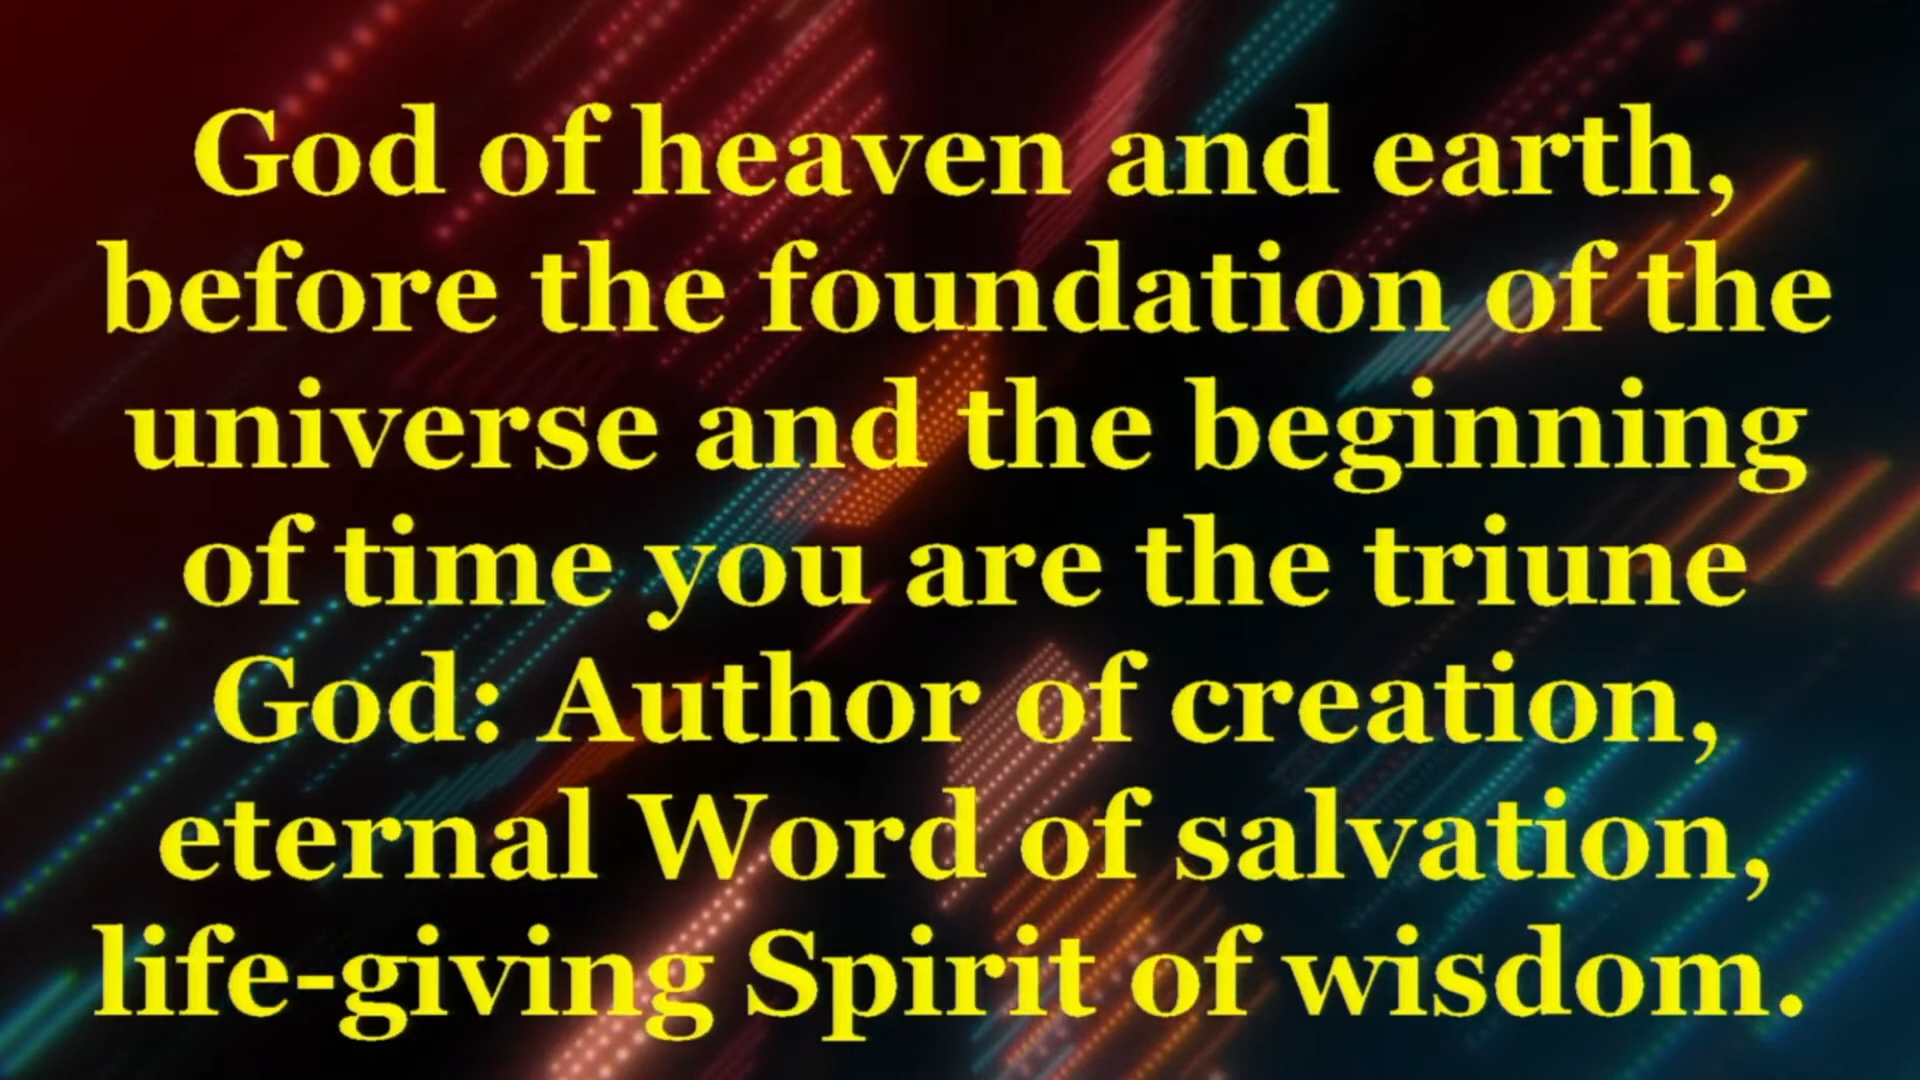 God of heaven and earth,
before the foundation of the
universe and the beginning
of time you are the triune
God: Author of creation,
eternal Word of salvation,
life-giving Spirit of wisdom.